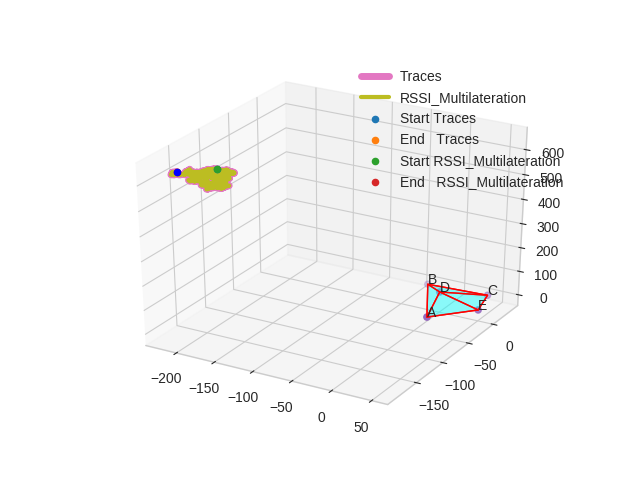 Traces
RSSI_Multilateration
Start Traces
End   Traces
Start RSSI_Multilateration
End   RSSI_Multilateration
600
500
400
300
200
100
0
B
D
C
E
A
0
−50
−100
−150
−200
−150
−100
−50
0
50